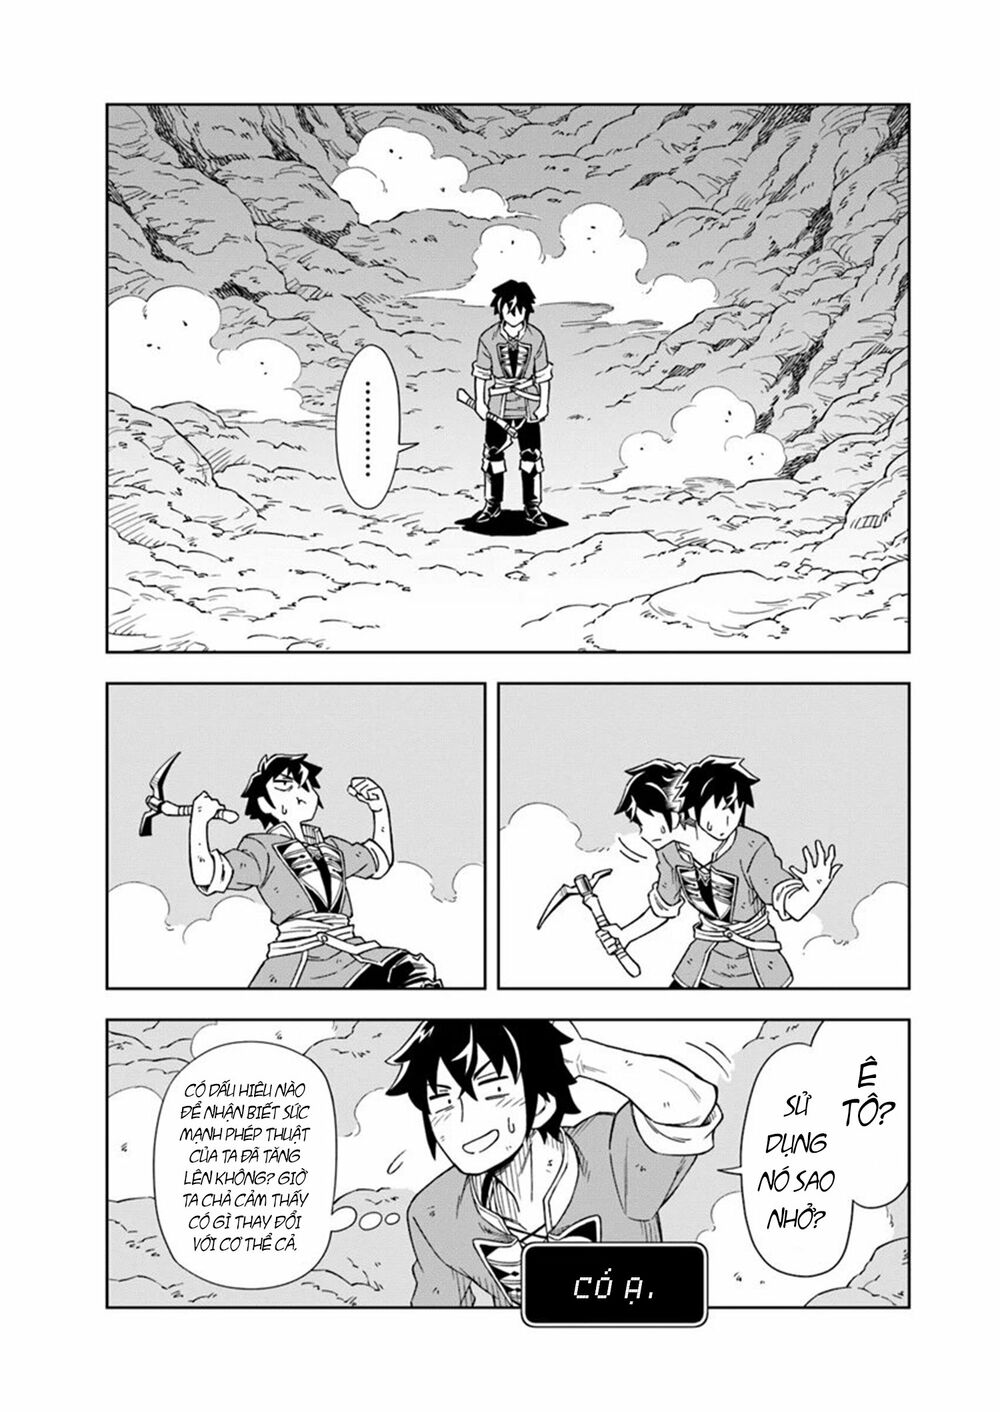 .........
Ê
TÔ?
SỬ
DỤNG
NÓ SAO
NHỞ?
CÓ DẤU HIỆU NÀO
ĐỂ NHẬN BIẾT SỨC
MẠNH PHÉP THUẬT
CỦA TA ĐÃ TĂNG
LÊN KHÔNG? GIỜ
TA CHẢ CẢM THẤY
CÓ GÌ THAY ĐỔI
VỚI CƠ THỂ CẢ.
CÓ Ạ.